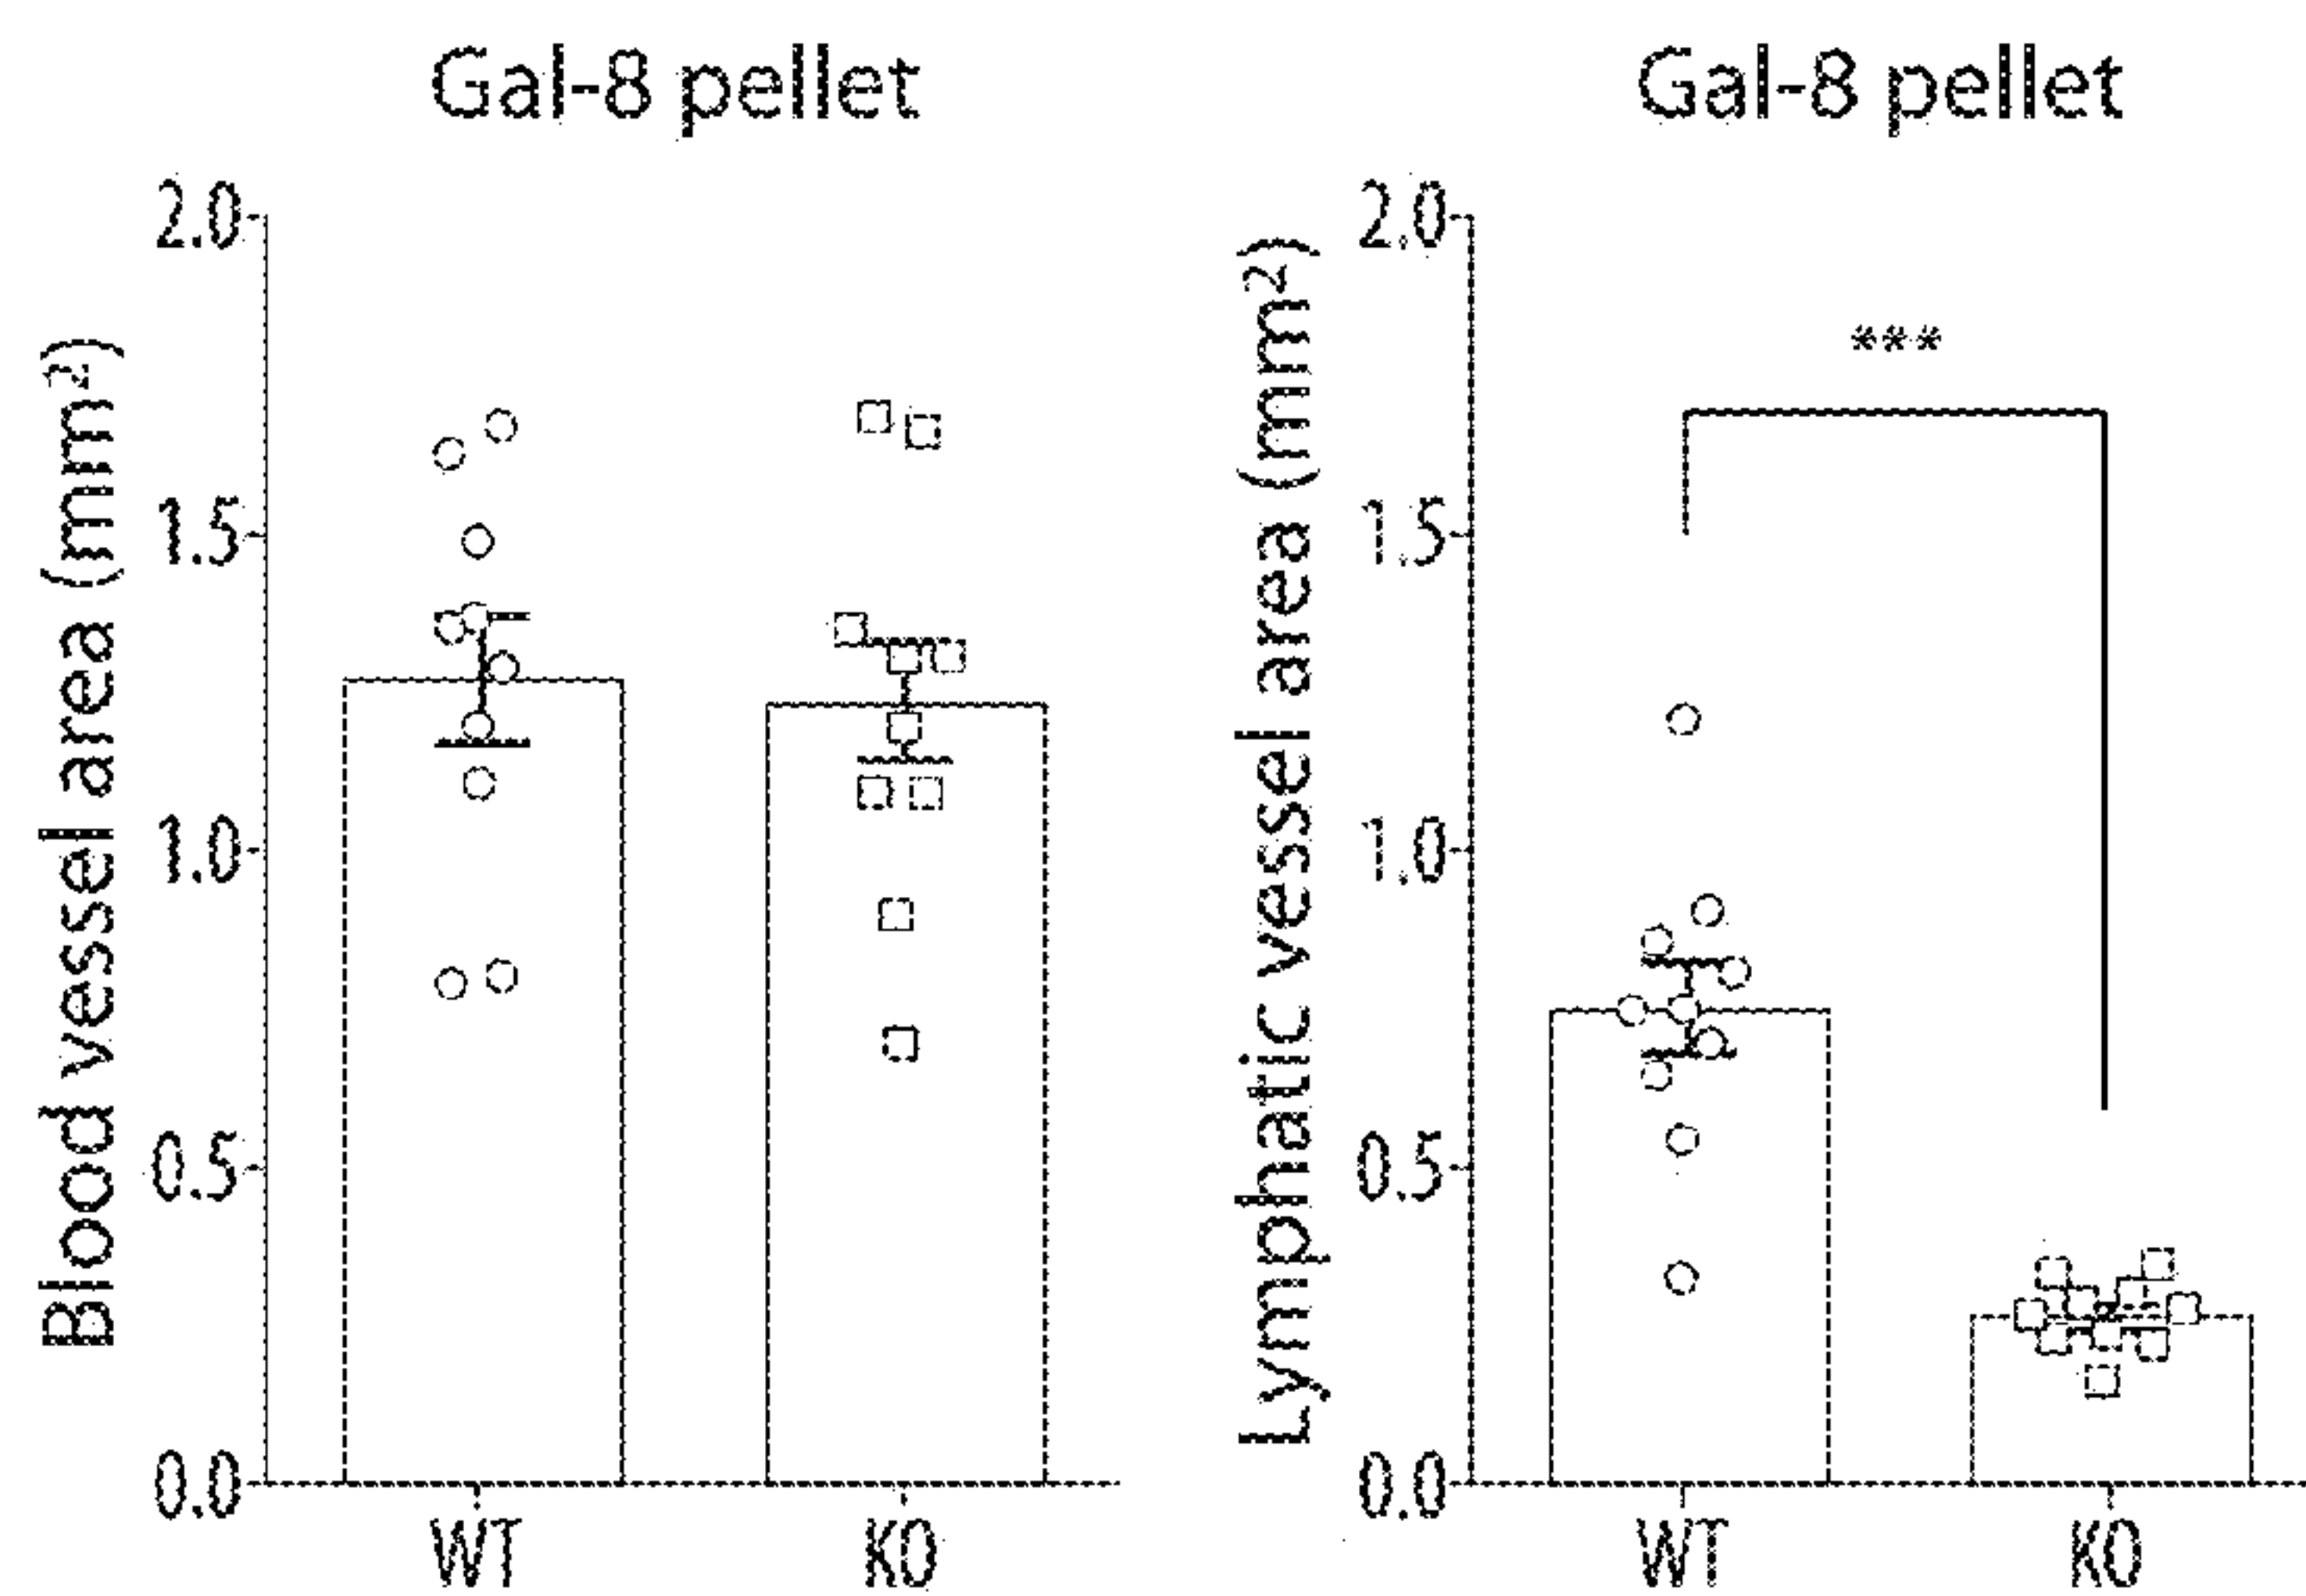 Gal-8 pellet
Blood vessel area (mm²)
2.0
1.5
1.0
0.5
0.0
WT KO
Gal-8 pellet
Lymphatic vessel area (mm²)
2.0
1.5
1.0
0.5
0.0
***
WT KO